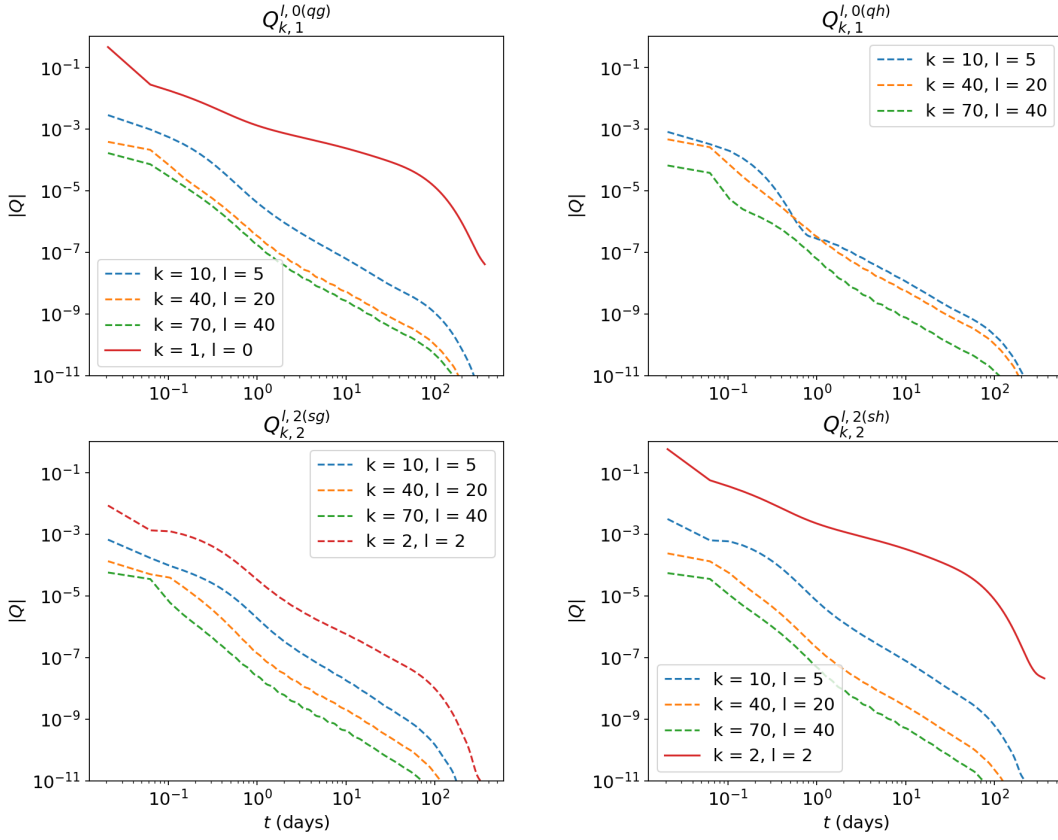 Q_{k,1}^{l,0(qg)}
|Q|
10^{-1}
10^{-3}
10^{-5}
10^{-7}
10^{-9}
10^{-11}
k = 10, l = 5
k = 40, l = 20
k = 70, l = 40
k = 1, l = 0
10^{-1} 10^{0} 10^{1} 10^{2}
Q_{k,1}^{l,0(qh)}
|Q|
10^{-1}
10^{-3}
10^{-5}
10^{-7}
10^{-9}
10^{-11}
k = 10, l = 5
k = 40, l = 20
k = 70, l = 40
10^{-1} 10^{0} 10^{1} 10^{2}
Q_{k,2}^{l,2(sg)}
|Q|
10^{-1}
10^{-3}
10^{-5}
10^{-7}
10^{-9}
10^{-11}
k = 10, l = 5
k = 40, l = 20
k = 70, l = 40
k = 2, l = 2
10^{-1} 10^{0} 10^{1} 10^{2}
t (days)
Q_{k,2}^{l,2(sh)}
|Q|
10^{-1}
10^{-3}
10^{-5}
10^{-7}
10^{-9}
10^{-11}
k = 10, l = 5
k = 40, l = 20
k = 70, l = 40
k = 2, l = 2
10^{-1} 10^{0} 10^{1} 10^{2}
t (days)